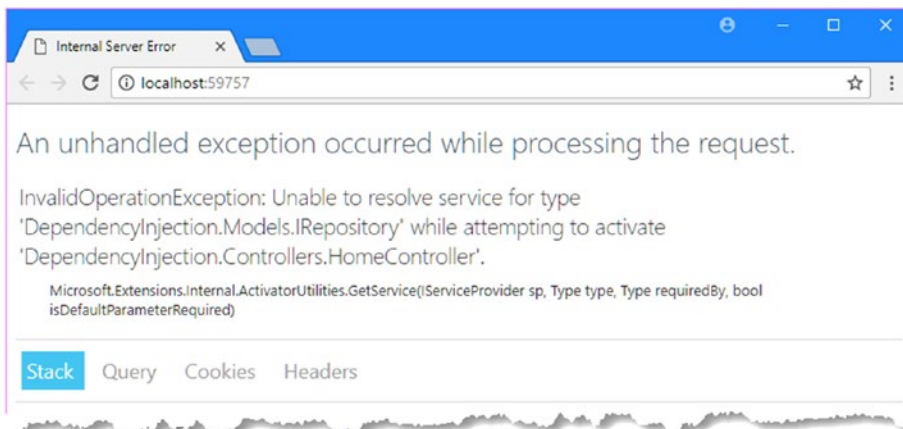 Internal Server Error
localhost:59757
An unhandled exception occurred while processing the request.
InvalidOperationException: Unable to resolve service for type
'DependencyInjection.Models.IRepository' while attempting to activate
'DependencyInjection.Controllers.HomeController'.
Microsoft.Extensions.Internal.ActivatorUtilities.GetService(IServiceProvider sp, Type type, Type requiredBy, bool
isDefaultParameterRequired)
Stack Query Cookies Headers